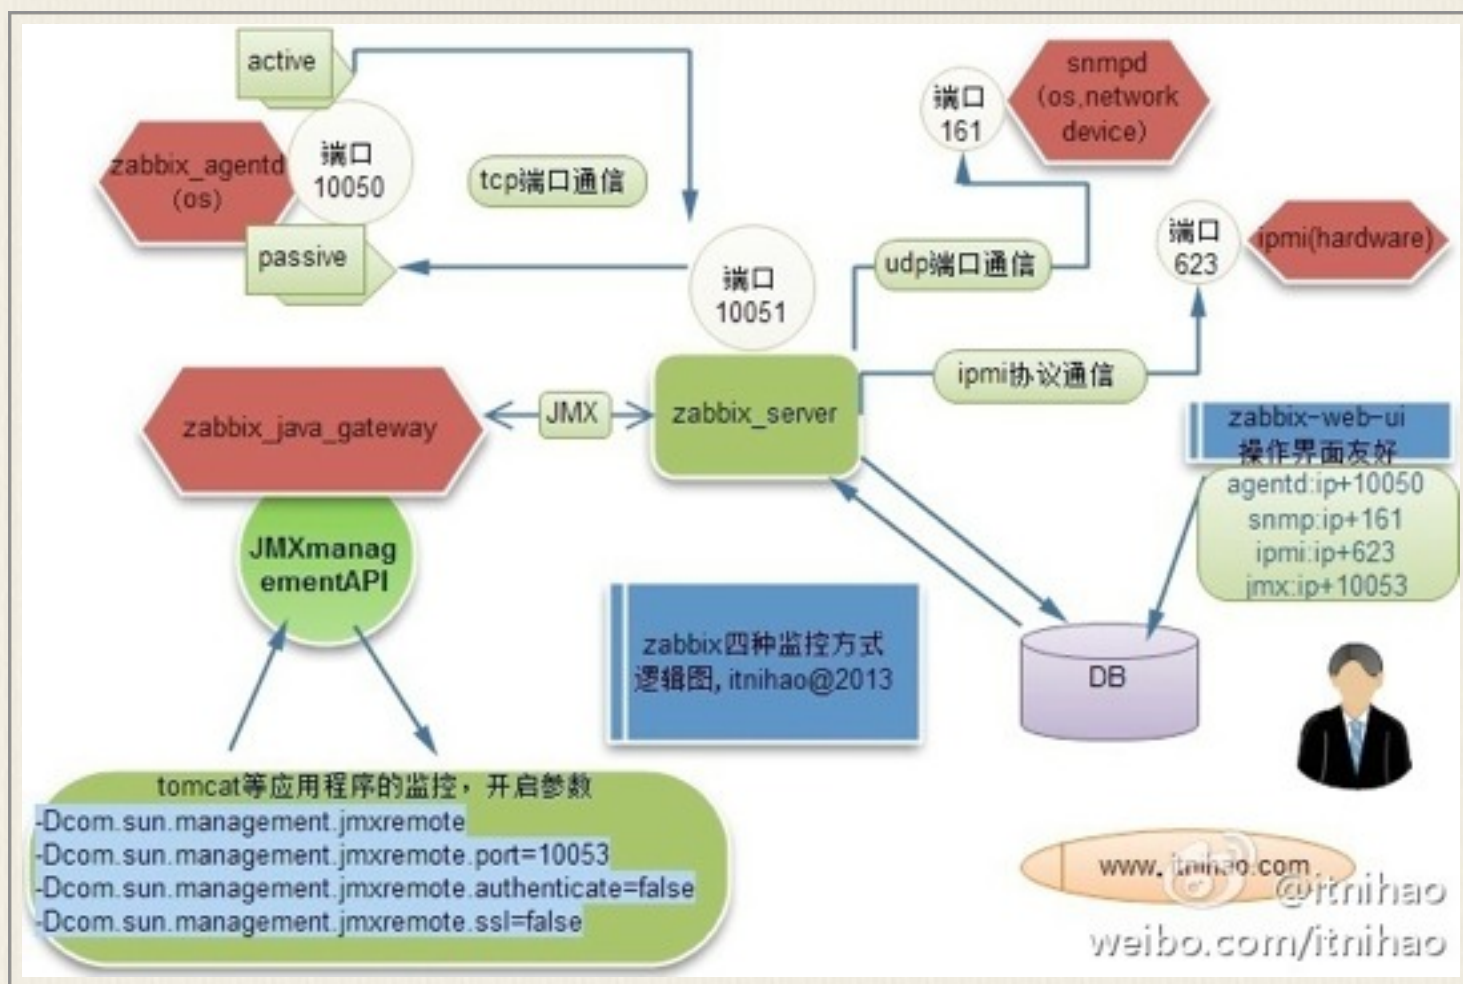 active
snmpd
(os,network
device)
端口
161
端口
10050
zabbix_agentd
(os)
tcp端口通信
passive
端口
10051
udp端口通信
端口
623
ipmi(hardware)
ipmi协议通信
zabbix_java_gateway
JMX
zabbix_server
zabbix-web-ui
操作界面友好
agentd:ip+10050
snmp:ip+161
ipmi:ip+623
jmx:ip+10053
JMXmanag
ementAPI
zabbix四种监控方式
逻辑图, itnihao@2013
DB
tomcat等应用程序的监控，开启参数
-Dcom.sun.management.jmxremote
-Dcom.sun.management.jmxremote.port=10053
-Dcom.sun.management.jmxremote.authenticate=false
-Dcom.sun.management.jmxremote.ssl=false
www.itnihao.com
@itnihao
weibo.com/itnihao